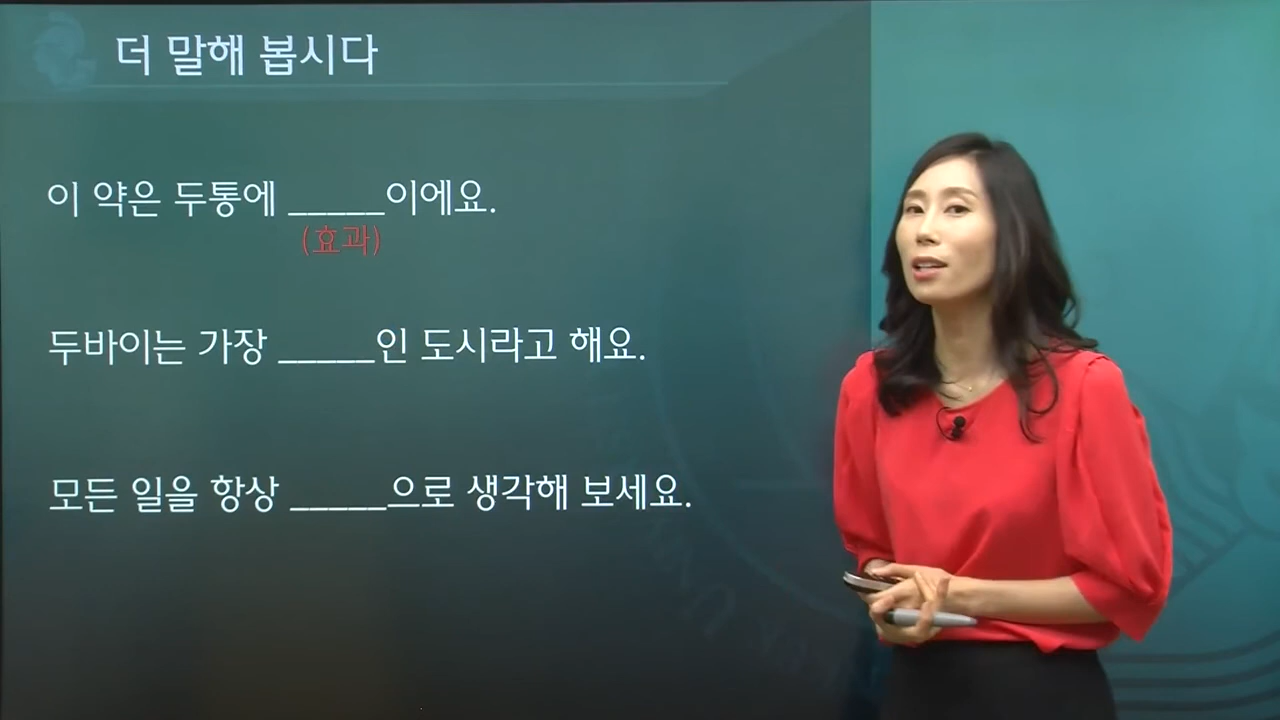 더 말해 봅시다
이 약은 두통에 _____이에요.
(효과)
두바이는 가장 _____인 도시라고 해요.
모든 일을 항상 _____으로 생각해 보세요.